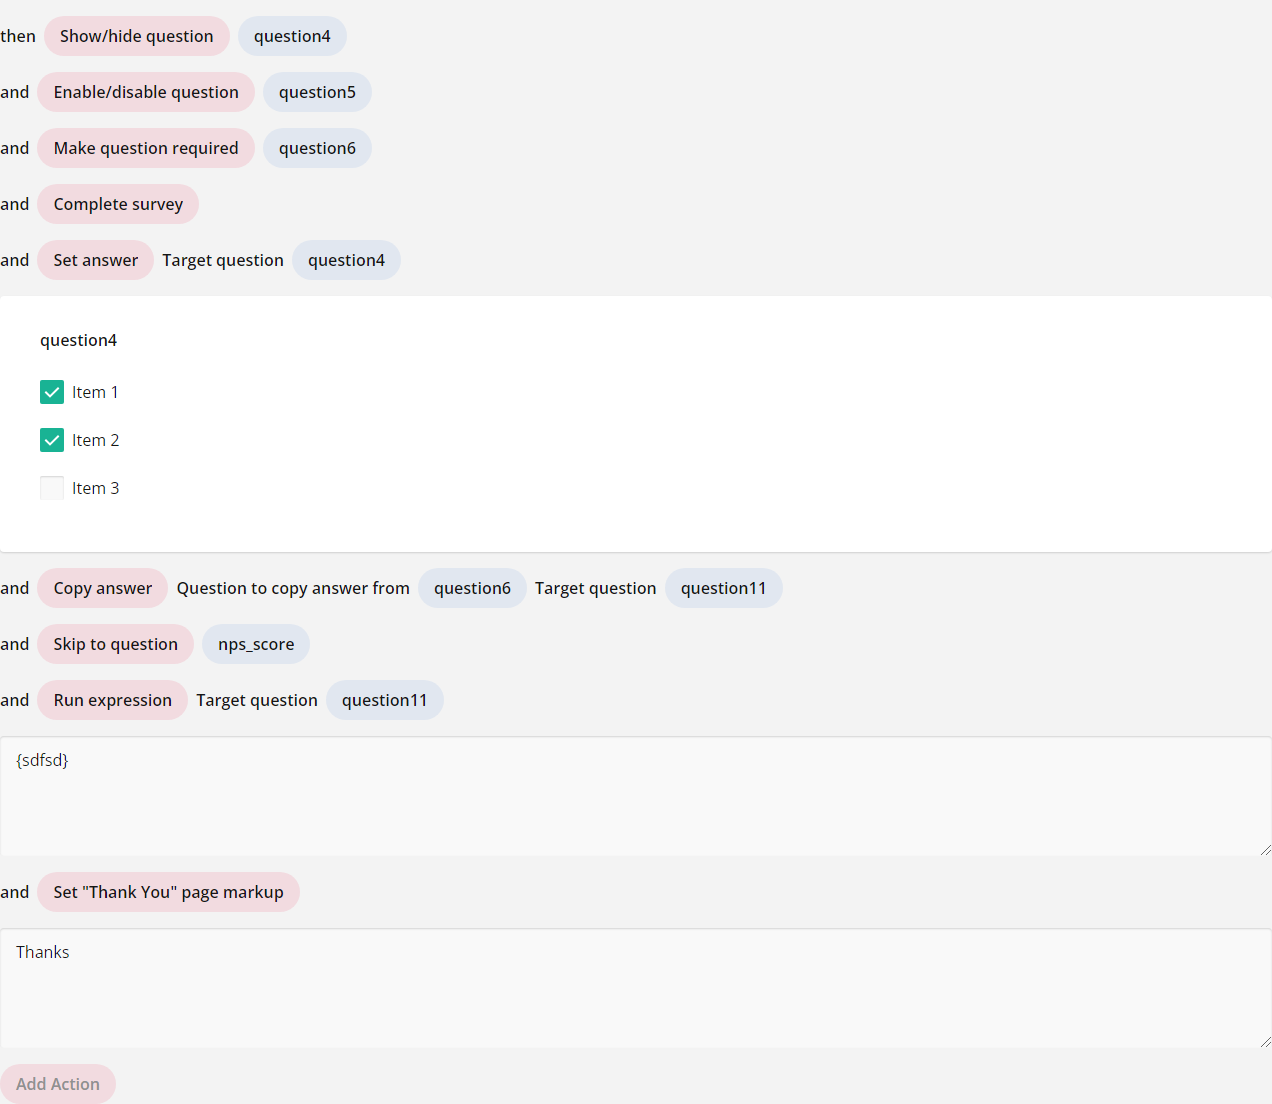 then Show/hide question question4
and Enable/disable question question5
and Make question required question6
and Complete survey
and Set answer Target question question4
question4
Item 1
Item 2
Item 3
and Copy answer Question to copy answer from question6 Target question question11
and Skip to question nps_score
and Run expression Target question question11
{sdfsd}
and Set "Thank You" page markup
Thanks
Add Action